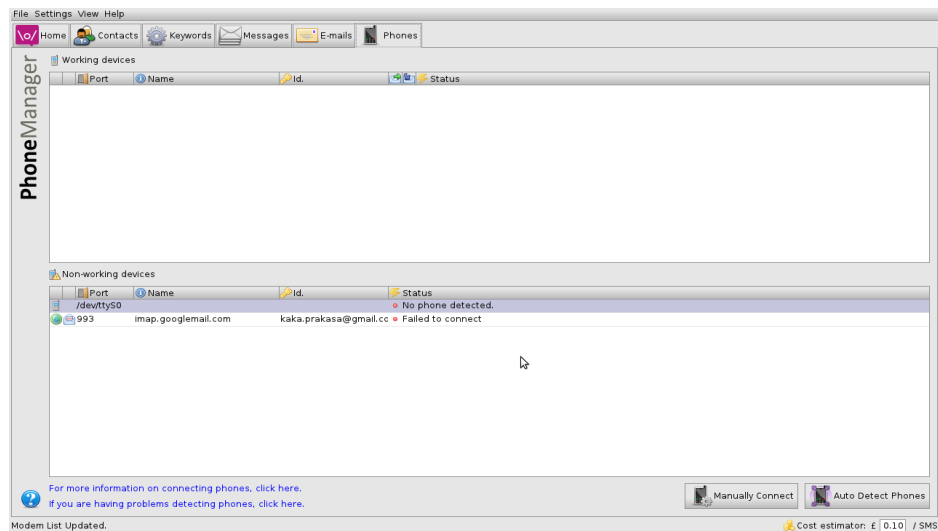 File Settings View Help
\o/ Home Contacts Keywords Messages E-mails Phones
PhoneManager
Working devices
Port Name Id. Status
Non-working devices
Port Name Id. Status
/dev/ttyS0 No phone detected.
993 imap.googlemail.com kaka.prakasa@gmail.cc Failed to connect
For more information on connecting phones, click here.
If you are having problems detecting phones, click here.
Manually Connect Auto Detect Phones
Modem List Updated. Cost estimator: £ 0.10 / SMS